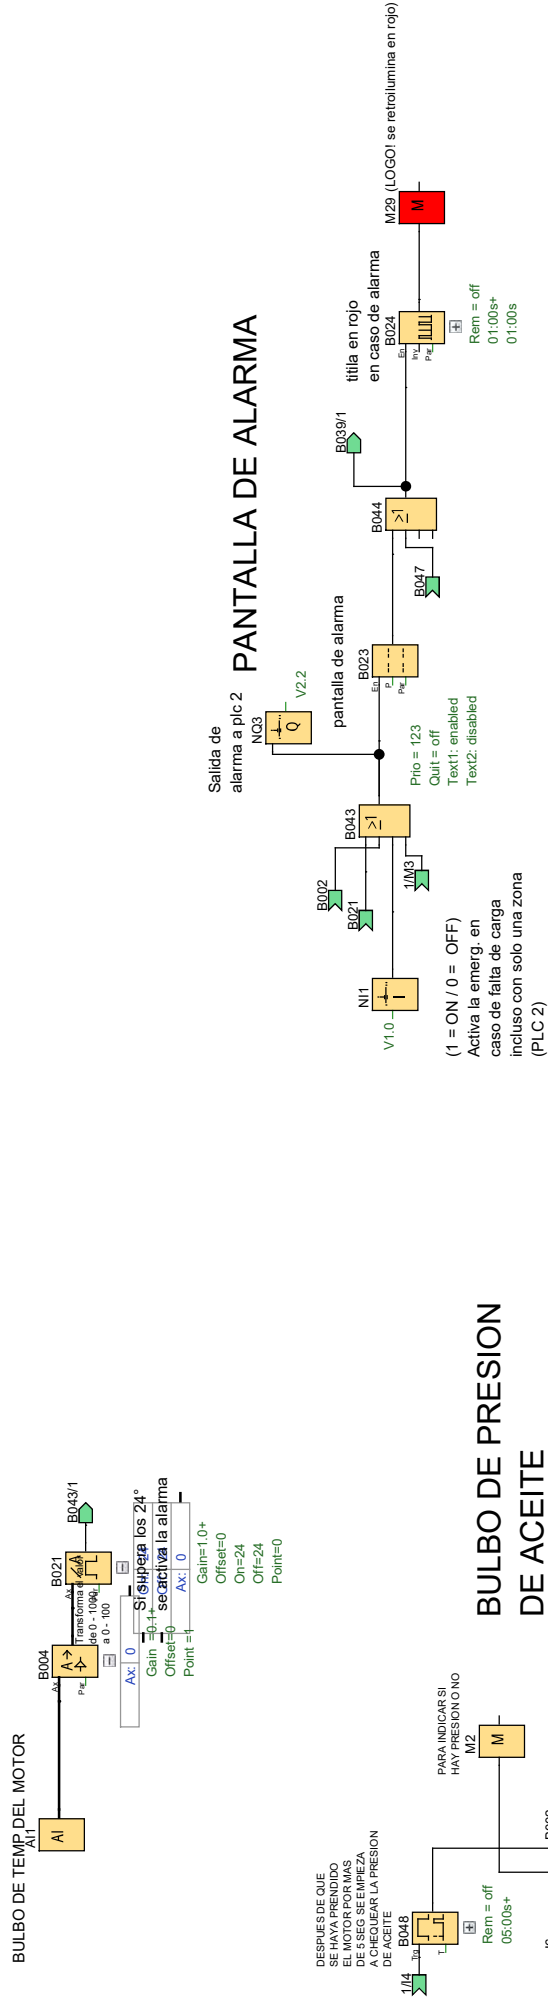 BULBO DE TEMP DEL MOTOR
AI1
AI
B004
Ax
A→
Par
Ax: 0
Gain =0.1+
Offset=0
Point =1
B021
Ax
A
Transforma el valor
de 0 - 1000
a 0 - 100
B043/1
Si supera los 24°
se activa la alarma
Ax: 0
Gain=1.0+
Offset=0
On=24
Off=24
Point=0
PANTALLA DE ALARMA
Salida de
alarma a plc 2
NQ3
Q
V2.2
V1.0
NI1
I
(1 = ON / 0 = OFF)
Activa la emerg. en
caso de falta de carga
incluso con solo una zona
(PLC 2)
B002
B021
1/M3
B043
≥1
pantalla de alarma
B023
En
P
Par
Prio = 123
Quit = off
Text1: enabled
Text2: disabled
B047
B044
≥1
B039/1
titila en rojo
en caso de alarma
B024
En
Inv
Par
Rem = off
01:00s+
01:00s
M29 (LOGO! se retroilumina en rojo)
M
BULBO DE PRESION
DE ACEITE
DESPUES DE QUE
SE HAYA PRENDIDO
EL MOTOR POR MAS
DE 5 SEG SE EMPIEZA
A CHEQUEAR LA PRESION
DE ACEITE
1/I4
B048
Trg
T
Rem = off
05:00s+
PARA INDICAR SI
HAY PRESION O NO
M2
M